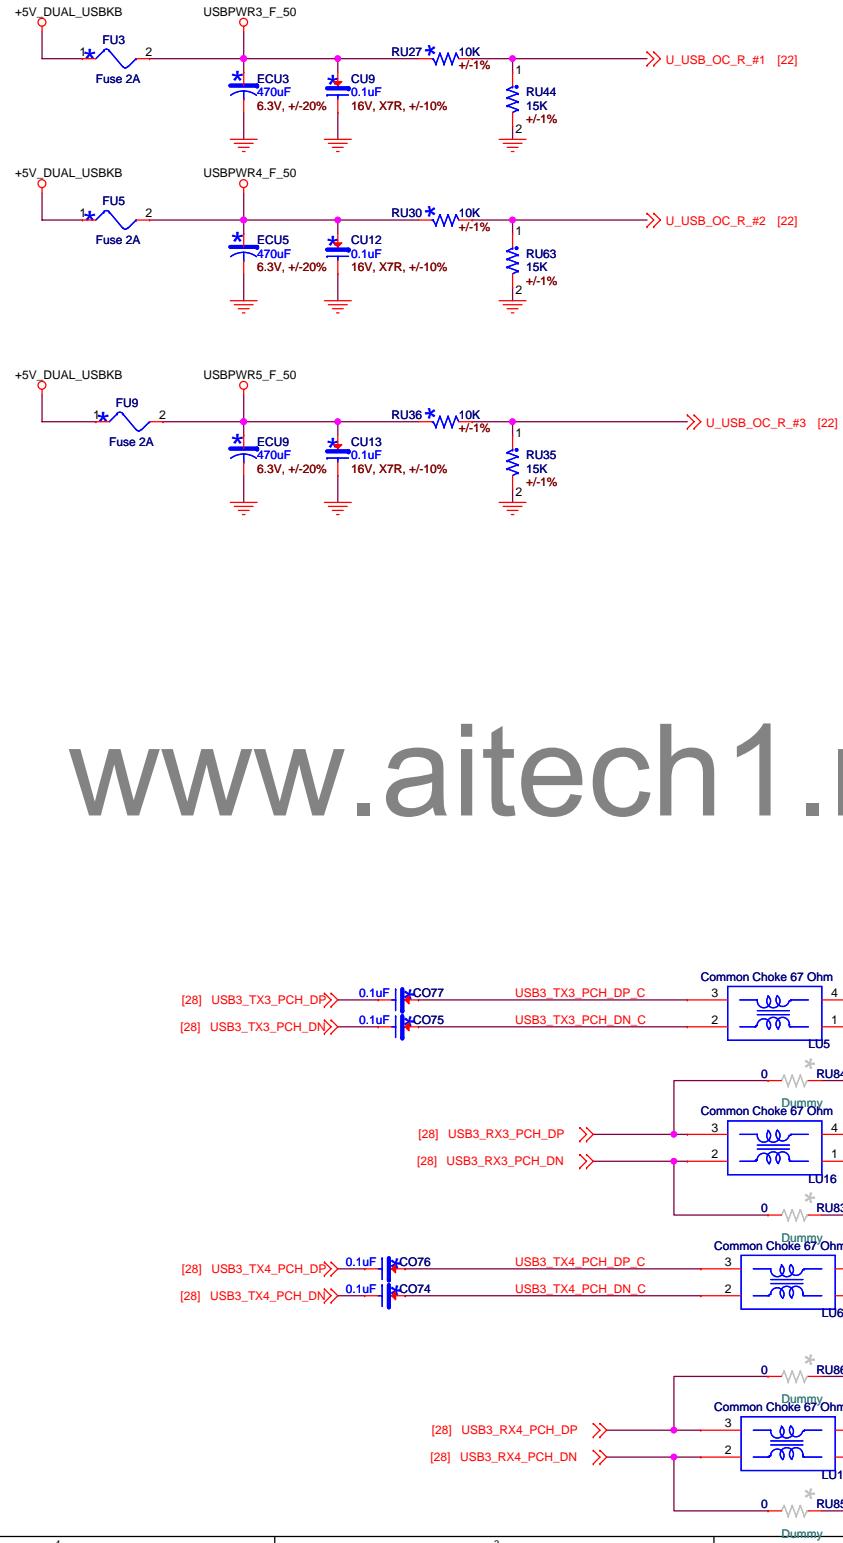 +5V_DUAL_USBKB USBPWR3_F_50
FU3
1 2
Fuse 2A
RU27 10K
+/-1%
U_USB_OC_R_#1 [22]
ECU3
470uF
6.3V, +/-20%
CU9
0.1uF
16V, X7R, +/-10%
1
RU44
15K
+/-1%
2
+5V_DUAL_USBKB USBPWR4_F_50
FU5
1 2
Fuse 2A
RU30 10K
+/-1%
U_USB_OC_R_#2 [22]
ECU5
470uF
6.3V, +/-20%
CU12
0.1uF
16V, X7R, +/-10%
1
RU63
15K
+/-1%
2
+5V_DUAL_USBKB USBPWR5_F_50
FU9
1 2
Fuse 2A
RU36 10K
+/-1%
U_USB_OC_R_#3 [22]
ECU9
470uF
6.3V, +/-20%
CU13
0.1uF
16V, X7R, +/-10%
1
RU35
15K
+/-1%
2
www.aitech1.
Common Choke 67 Ohm
[28] USB3_TX3_PCH_DP 0.1uF CO77 USB3_TX3_PCH_DP_C 3 4
[28] USB3_TX3_PCH_DN 0.1uF CO75 USB3_TX3_PCH_DN_C 2 1
LU5
0 RU84
Dummy
Common Choke 67 Ohm
[28] USB3_RX3_PCH_DP 3 4
[28] USB3_RX3_PCH_DN 2 1
LU16
0 RU83
Dummy
Common Choke 67 Ohm
[28] USB3_TX4_PCH_DP 0.1uF CO76 USB3_TX4_PCH_DP_C 3
[28] USB3_TX4_PCH_DN 0.1uF CO74 USB3_TX4_PCH_DN_C 2
LU6
0 RU86
Dummy
Common Choke 67 Ohm
[28] USB3_RX4_PCH_DP 3
[28] USB3_RX4_PCH_DN 2
LU1
0 RU85
Dummy